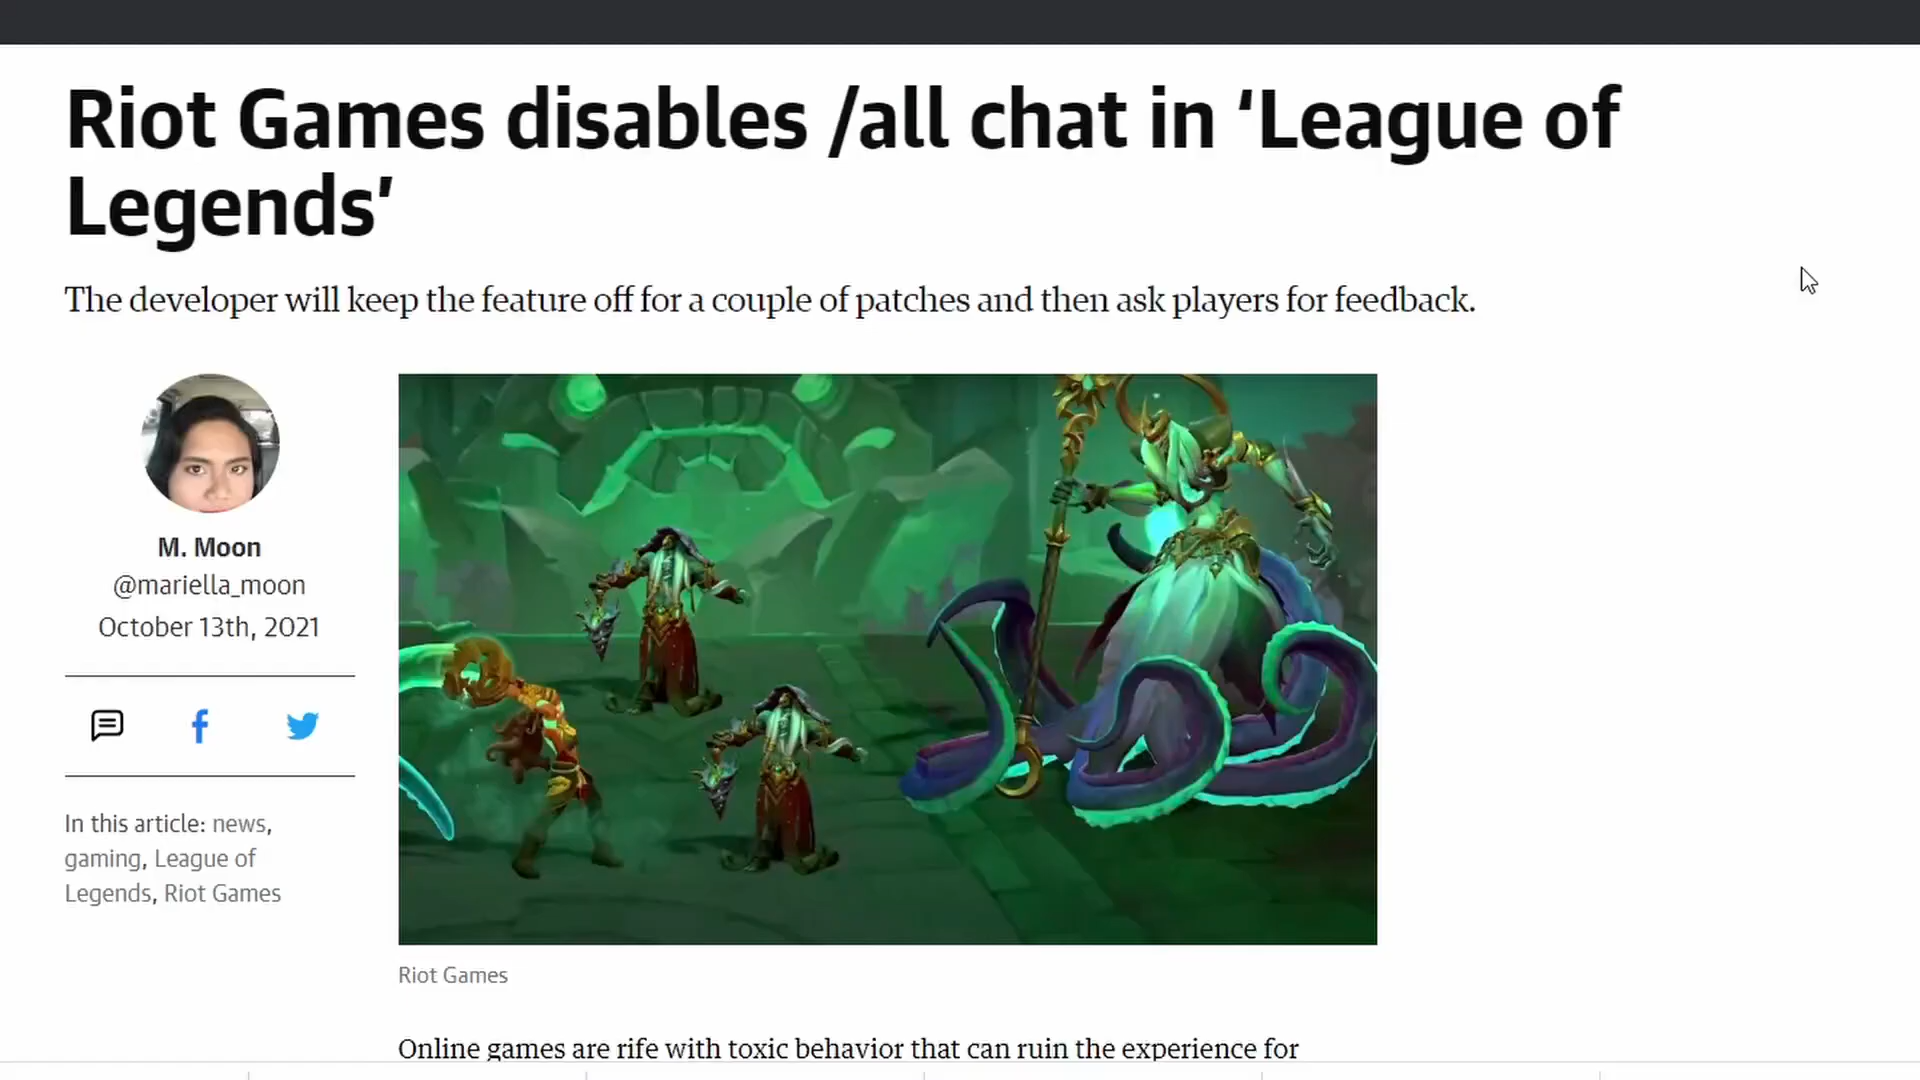 Riot Games disables /all chat in ‘League of
Legends’
The developer will keep the feature off for a couple of patches and then ask players for feedback.
M. Moon
@mariella_moon
October 13th, 2021
In this article: news,
gaming, League of
Legends, Riot Games
Riot Games
Online games are rife with toxic behavior that can ruin the experience for